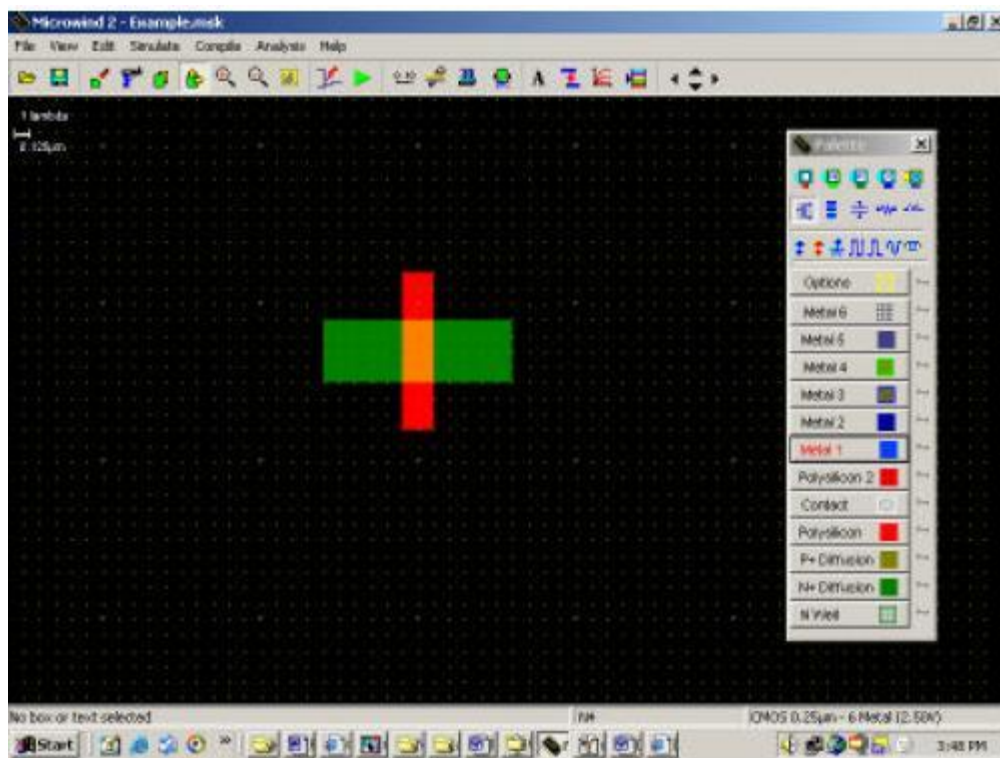 Microwind 2 - Example.msk
File View Edit Simulate Compile Analysis Help
A
1 lambda
0.125µm
Palette
Options
Metal 6
Metal 5
Metal 4
Metal 3
Metal 2
Metal 1
Polysilicon 2
Contact
Polysilicon
P+ Diffusion
N+ Diffusion
N Well
No box or text selected
CMOS 0.25µm - 6 Metal (2.50V)
Start
3:48 PM